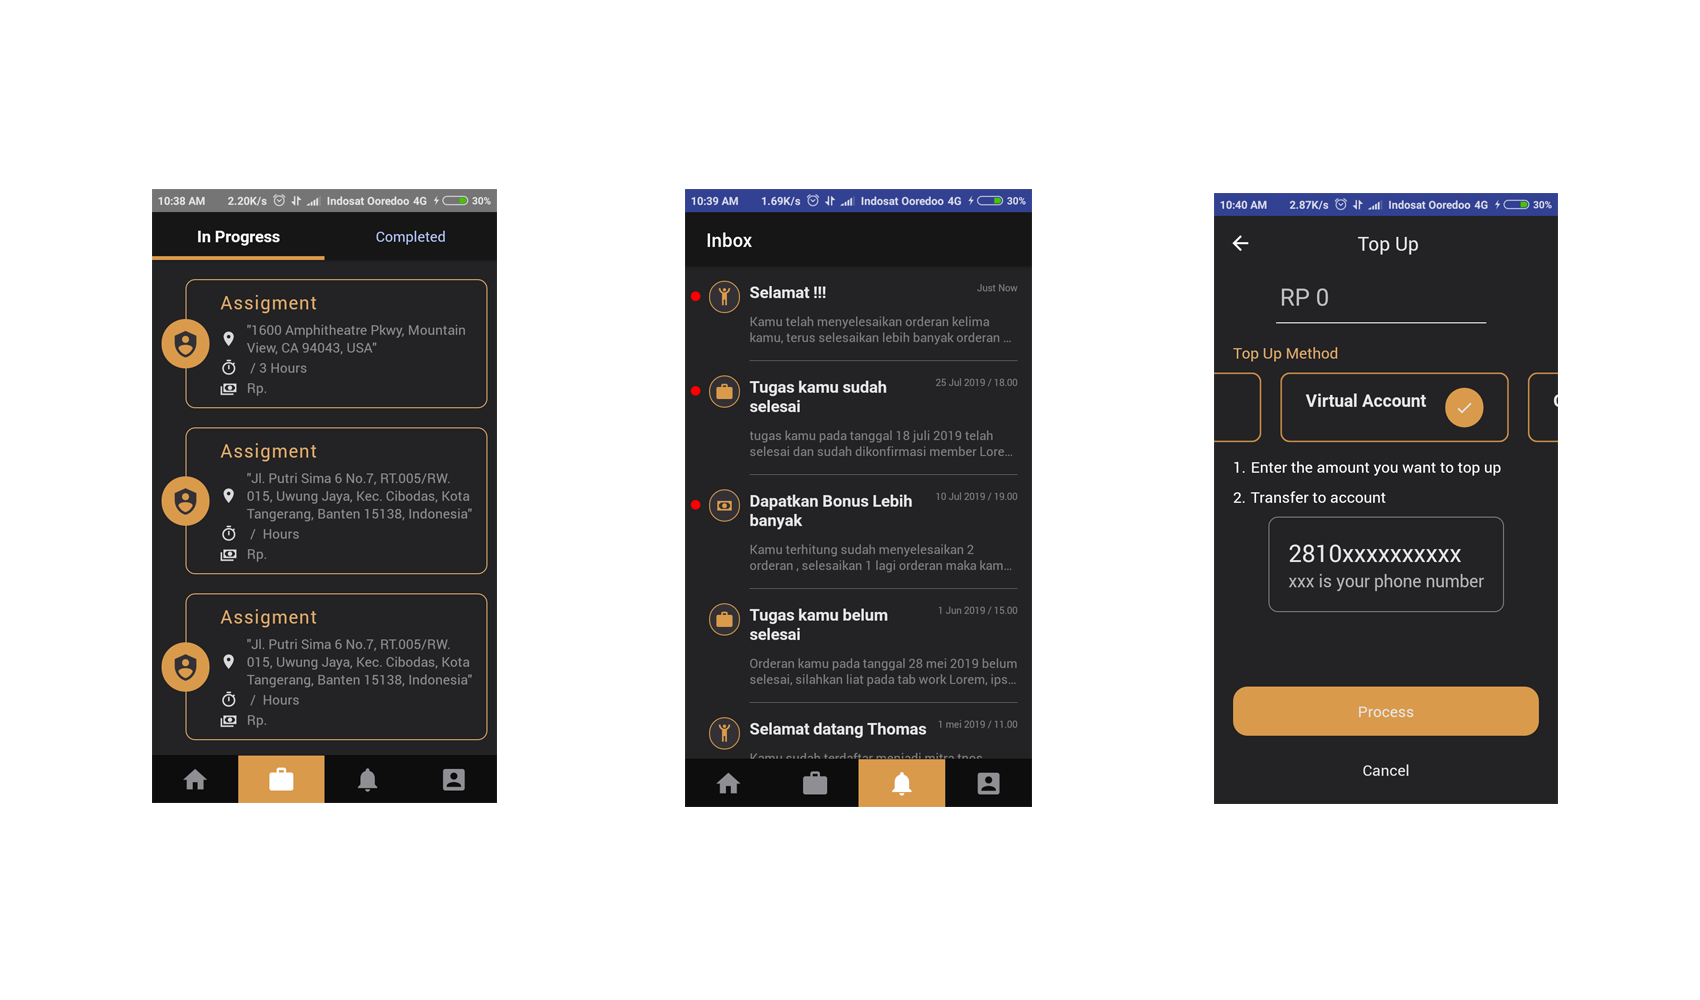 10:38 AM 2.20K/s Indosat Ooredoo 4G 30%
In Progress Completed
Assigment
"1600 Amphitheatre Pkwy, Mountain
View, CA 94043, USA"
/ 3 Hours
Rp.
Assigment
"Jl. Putri Sima 6 No.7, RT.005/RW.
015, Uwung Jaya, Kec. Cibodas, Kota
Tangerang, Banten 15138, Indonesia"
/ Hours
Rp.
Assigment
"Jl. Putri Sima 6 No.7, RT.005/RW.
015, Uwung Jaya, Kec. Cibodas, Kota
Tangerang, Banten 15138, Indonesia"
/ Hours
Rp.
10:39 AM 1.69K/s Indosat Ooredoo 4G 30%
Inbox
Selamat !!! Just Now
Kamu telah menyelesaikan orderan kelima
kamu, terus selesaikan lebih banyak orderan ...
Tugas kamu sudah 25 Jul 2019 / 18.00
selesai
tugas kamu pada tanggal 18 juli 2019 telah
selesai dan sudah dikonfirmasi member Lore...
Dapatkan Bonus Lebih 10 Jul 2019 / 19.00
banyak
Kamu terhitung sudah menyelesaikan 2
orderan , selesaikan 1 lagi orderan maka kam...
Tugas kamu belum 1 Jun 2019 / 15.00
selesai
Orderan kamu pada tanggal 28 mei 2019 belum
selesai, silahkan liat pada tab work Lorem, ips...
Selamat datang Thomas 1 mei 2019 / 11.00
Kamu sudah terdaftar menjadi mitra tnos
10:40 AM 2.87K/s Indosat Ooredoo 4G 30%
Top Up
RP 0
Top Up Method
Virtual Account
1. Enter the amount you want to top up
2. Transfer to account
2810xxxxxxxxxx
xxx is your phone number
Process
Cancel